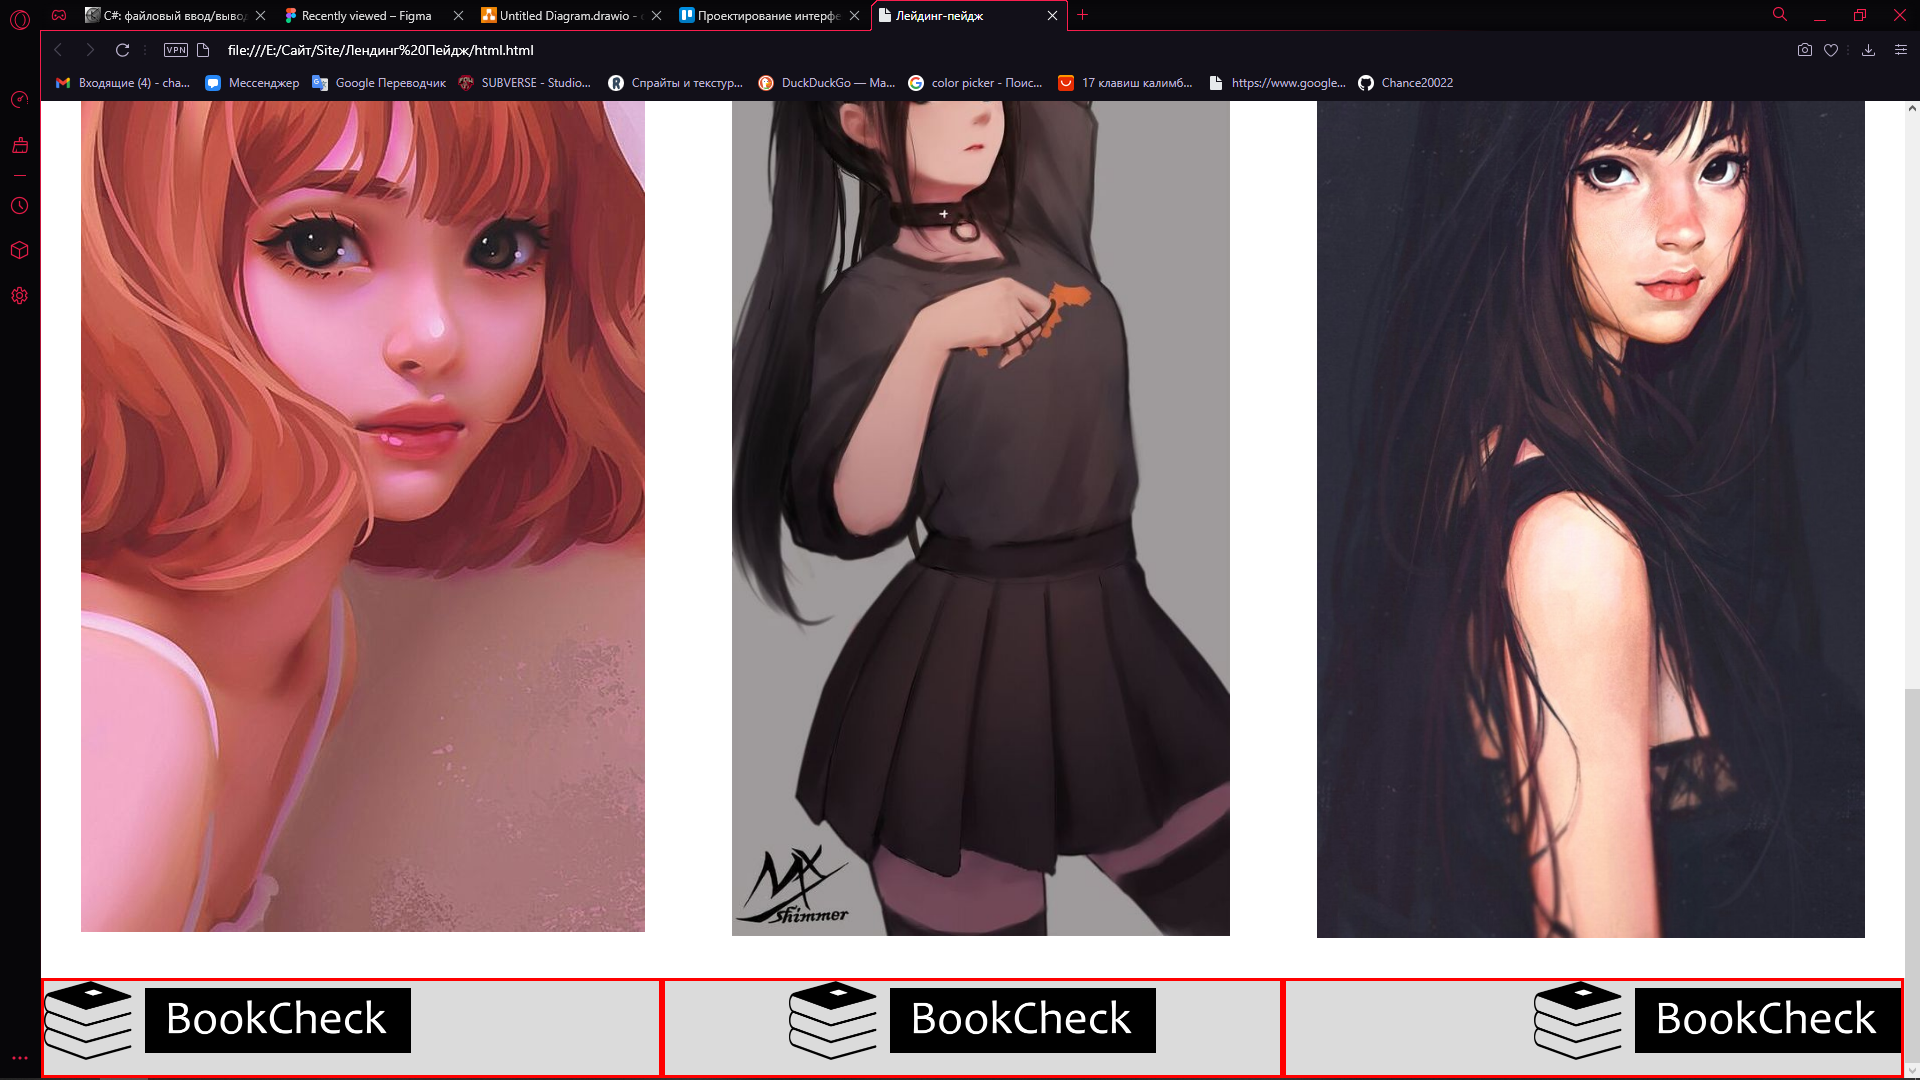 C#: файловый ввод/вывод
Recently viewed – Figma
Untitled Diagram.drawio -
Проектирование интерфе
Лейдинг-пейдж
VPN
file:///E:/Сайт/Site/Лендинг%20Пейдж/html.html
Входящие (4) - cha...
Мессенджер
Google Переводчик
SUBVERSE - Studio...
Спрайты и текстур...
DuckDuckGo — Ма...
color picker - Поис...
17 клавиш калимб...
https://www.google...
Chance20022
Shimmer
BookCheck
BookCheck
BookCheck